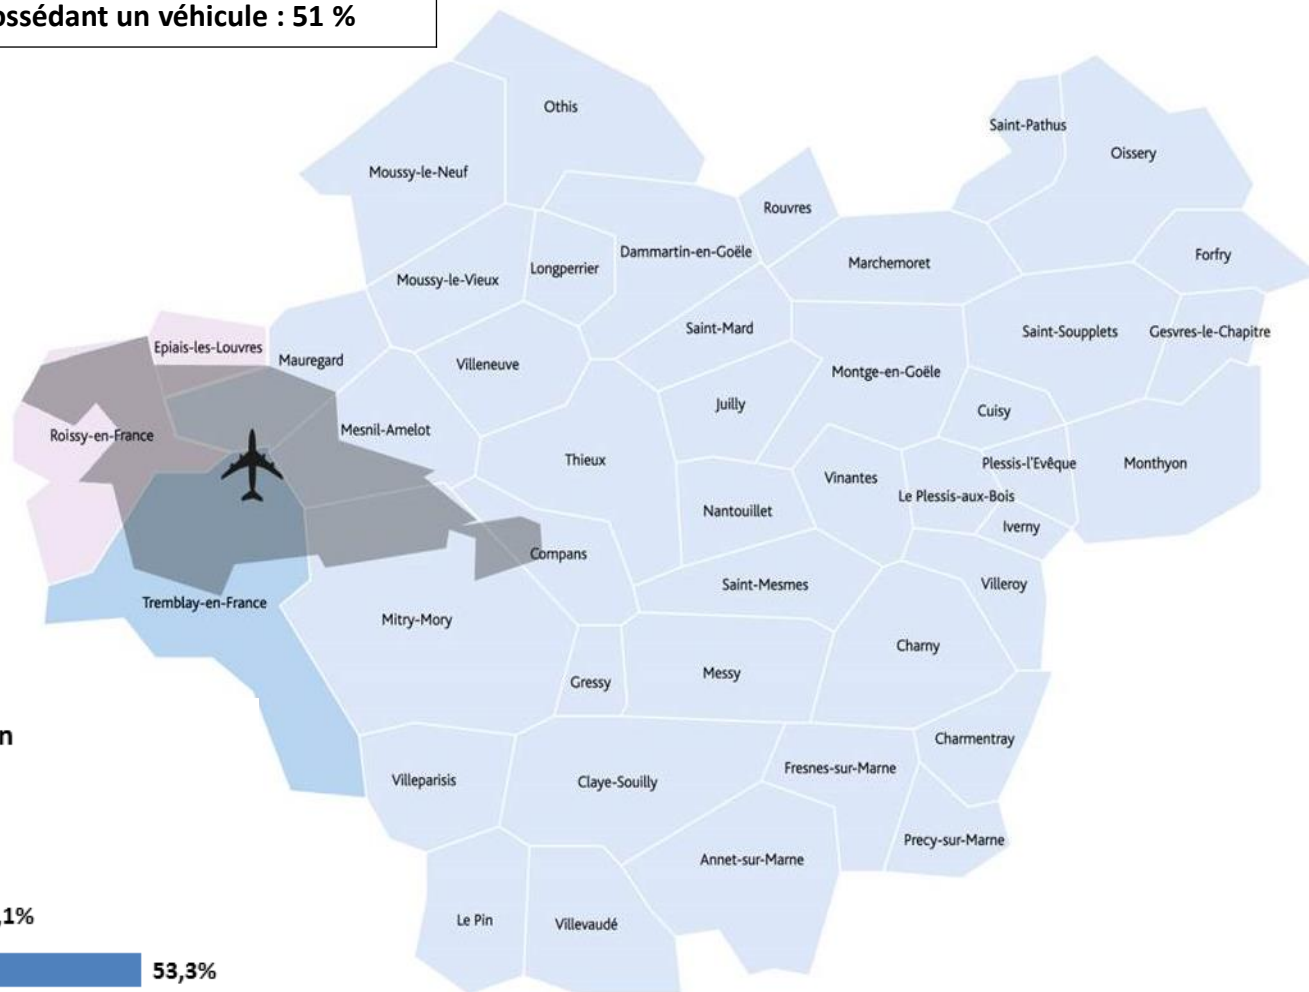 ossédant un véhicule : 51 %
Othis
Saint-Pathus
Oissery
Moussy-le-Neuf
Rouvres
Dammartin-en-Goële
Forfry
Marchemoret
Longperrier
Moussy-le-Vieux
Saint-Mard
Saint-Soupplets
Gesvres-le-Chapitre
Epiais-les-Louvres
Mauregard
Villeneuve
Montge-en-Goële
Juilly
Cuisy
Roissy-en-France
Mesnil-Amelot
Thieux
Plessis-l'Evêque
Monthyon
Vinantes
Le Plessis-aux-Bois
Nantouillet
Iverny
Compans
Saint-Mesmes
Villeroy
Tremblay-en-France
Mitry-Mory
Charny
Messy
Gressy
n
Charmentray
Fresnes-sur-Marne
Villeparisis
Claye-Souilly
Precy-sur-Marne
Annet-sur-Marne
,1%
Le Pin
Villevaudé
53,3%